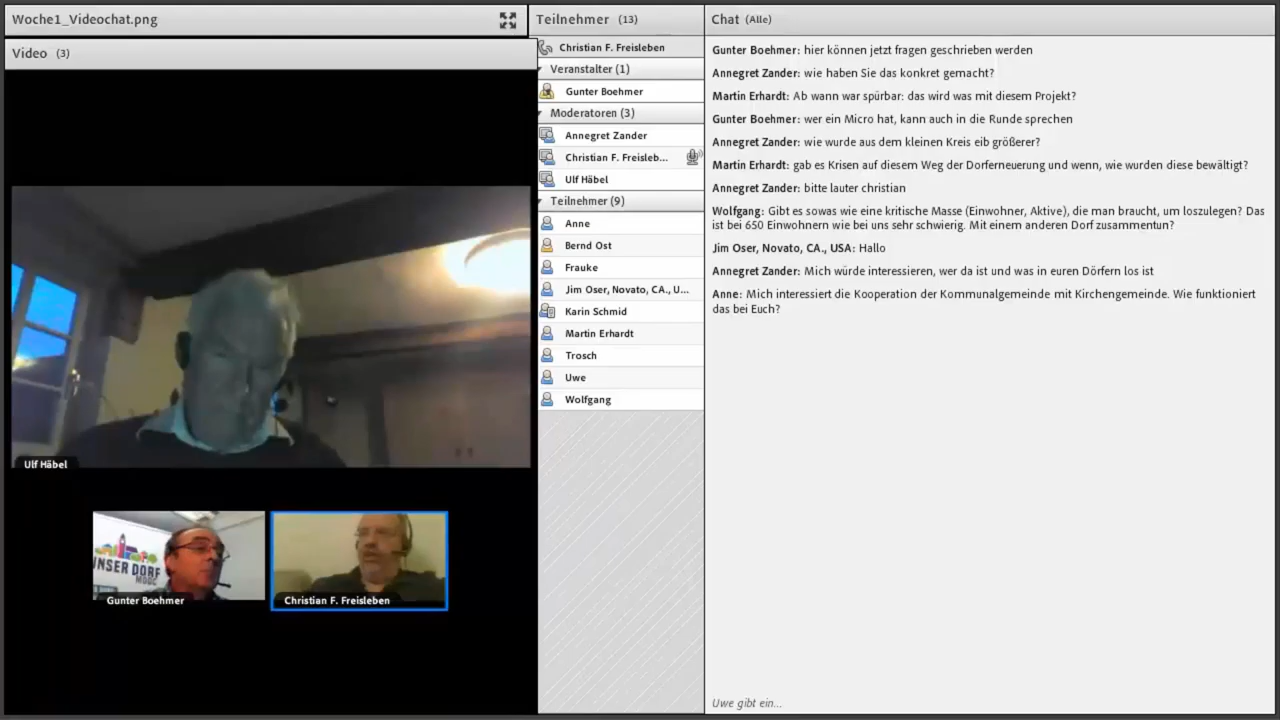 Woche1_Videochat.png
Video (3)
Ulf Häbel
UNSER DORF
MOOC
Gunter Boehmer
Christian F. Freisleben
Teilnehmer (13)
Christian F. Freisleben
Veranstalter (1)
Gunter Boehmer
Moderatoren (3)
Annegret Zander
Christian F. Freisleb...
Ulf Häbel
Teilnehmer (9)
Anne
Bernd Ost
Frauke
Jim Oser, Novato, CA., U...
Karin Schmid
Martin Erhardt
Trosch
Uwe
Wolfgang
Chat (Alle)
Gunter Boehmer: hier können jetzt fragen geschrieben werden
Annegret Zander: wie haben Sie das konkret gemacht?
Martin Erhardt: Ab wann war spürbar: das wird was mit diesem Projekt?
Gunter Boehmer: wer ein Micro hat, kann auch in die Runde sprechen
Annegret Zander: wie wurde aus dem kleinen Kreis eib größerer?
Martin Erhardt: gab es Krisen auf diesem Weg der Dorferneuerung und wenn, wie wurden diese bewältigt?
Annegret Zander: bitte lauter christian
Wolfgang: Gibt es sowas wie eine kritische Masse (Einwohner, Aktive), die man braucht, um loszulegen? Das
ist bei 650 Einwohnern wie bei uns sehr schwierig. Mit einem anderen Dorf zusammentun?
Jim Oser, Novato, CA., USA: Hallo
Annegret Zander: Mich würde interessieren, wer da ist und was in euren Dörfern los ist
Anne: Mich interessiert die Kooperation der Kommunalgemeinde mit Kirchengemeinde. Wie funktioniert
das bei Euch?
Uwe gibt ein...